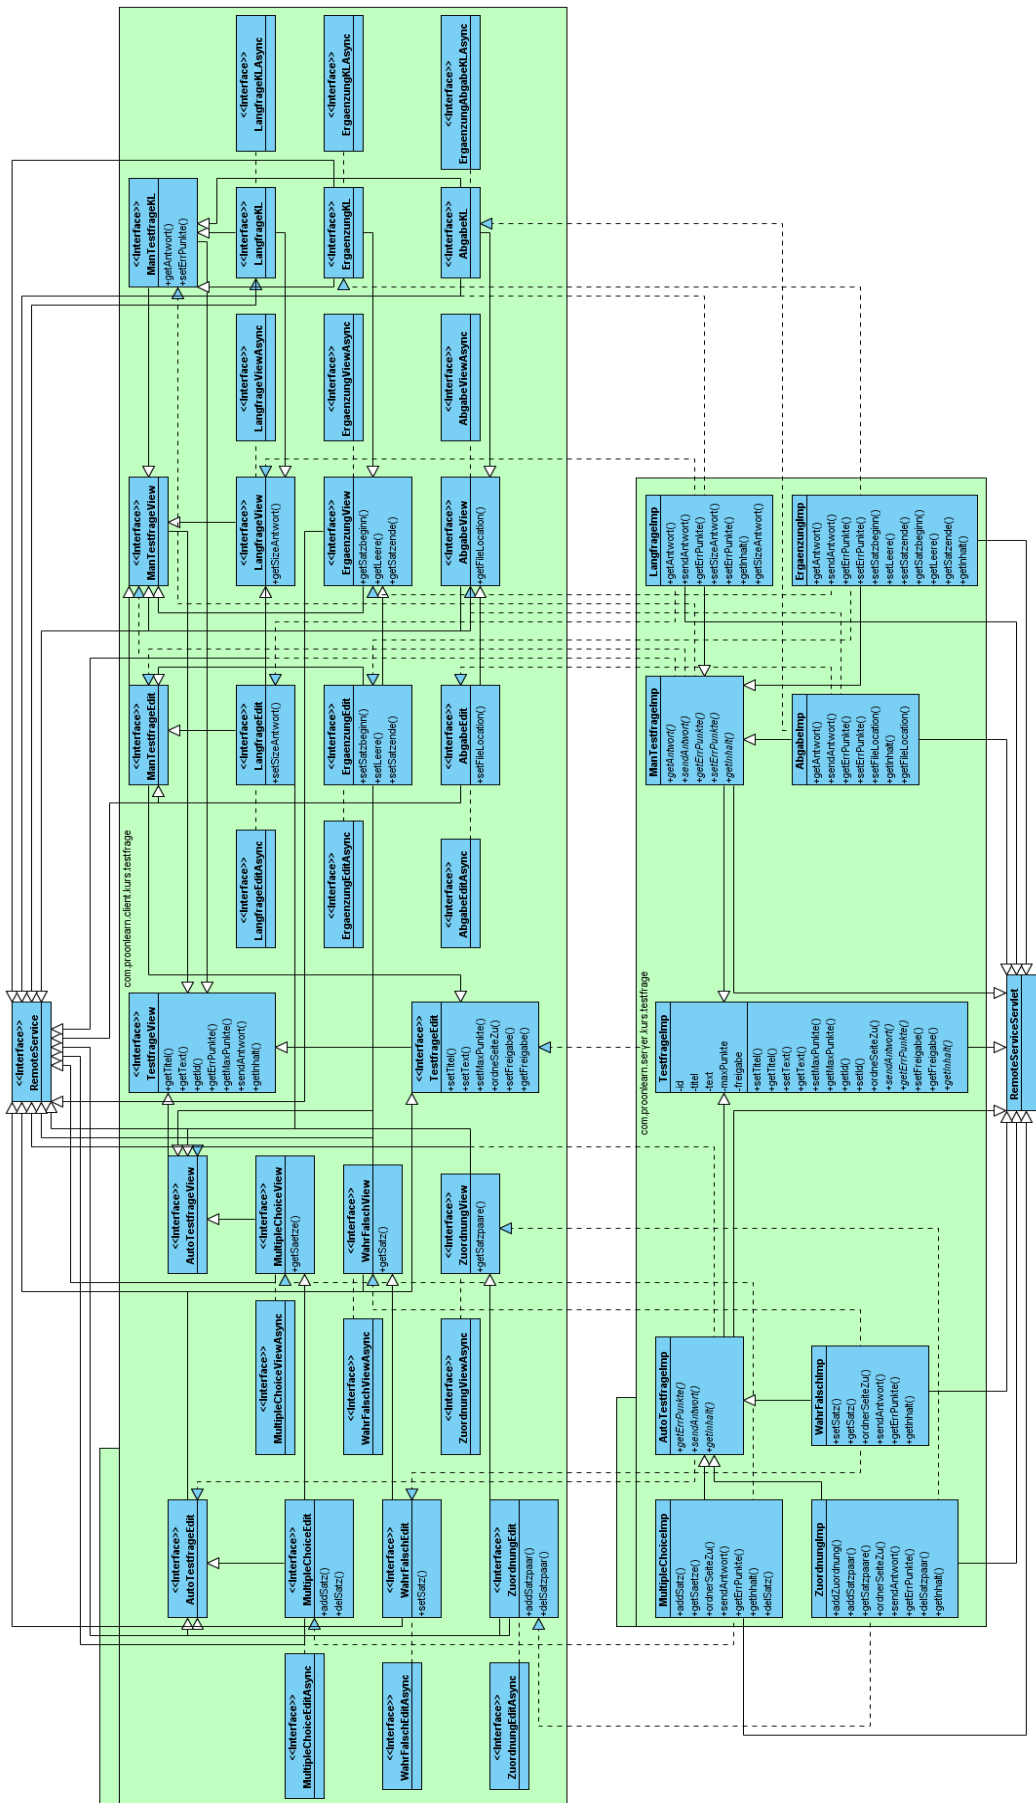 <<Interface>>
RemoteService
com.proonlearn.client.kurs.testfrage
<<Interface>>
TestfrageView
+getTitel()
+getText()
+getId()
+getErrPunkte()
+getMaxPunkte()
+sendAntwort()
+getInhalt()
<<Interface>>
TestfrageEdit
+setTitel()
+setText()
+setMaxPunkte()
+ordneSeiteZu()
+setFreigabe()
+getFreigabe()
<<Interface>>
AutoTestfrageEdit
<<Interface>>
AutoTestfrageView
<<Interface>>
ManTestfrageEdit
<<Interface>>
ManTestfrageView
<<Interface>>
ManTestfrageKL
+getAntwort()
+setErrPunkte()
<<Interface>>
MultipleChoiceEditAsync
<<Interface>>
MultipleChoiceEdit
+addSatz()
+delSatz()
<<Interface>>
MultipleChoiceViewAsync
<<Interface>>
MultipleChoiceView
+getSaetze()
<<Interface>>
LangfrageEditAsync
<<Interface>>
LangfrageEdit
+setSizeAntwort()
<<Interface>>
LangfrageView
+getSizeAntwort()
<<Interface>>
LangfrageViewAsync
<<Interface>>
LangfrageKL
<<Interface>>
LangfrageKLAsync
<<Interface>>
WahrFalschEditAsync
<<Interface>>
WahrFalschEdit
+setSatz()
<<Interface>>
WahrFalschViewAsync
<<Interface>>
WahrFalschView
+getSatz()
<<Interface>>
ErgaenzungEditAsync
<<Interface>>
ErgaenzungEdit
+setSatzbeginn()
+setLeere()
+setSatzende()
<<Interface>>
ErgaenzungView
+getSatzbeginn()
+getLeere()
+getSatzende()
<<Interface>>
ErgaenzungViewAsync
<<Interface>>
ErgaenzungKL
<<Interface>>
ErgaenzungKLAsync
<<Interface>>
ZuordnungEditAsync
<<Interface>>
ZuordnungEdit
+addSatzpaar()
+delSatzpaar()
<<Interface>>
ZuordnungViewAsync
<<Interface>>
ZuordnungView
+getSatzpaare()
<<Interface>>
AbgabeEditAsync
<<Interface>>
AbgabeEdit
+setFileLocation()
<<Interface>>
AbgabeView
+getFileLocation()
<<Interface>>
AbgabeViewAsync
<<Interface>>
AbgabeKL
<<Interface>>
ErgaenzungAbgabeKLAsync
com.proonlearn.server.kurs.testfrage
MultipleChoiceImp
+addSatz()
+getSaetze()
+ordnerSeiteZu()
+sendAntwort()
+getErrPunkte()
+getInhalt()
+delSatz()
AutoTestfrageImp
+getErrPunkte()
+sendAntwort()
+getInhalt()
TestfrageImp
-id
-titel
-text
-maxPunkte
-freigabe
+setTitel()
+getTitel()
+setText()
+getText()
+setMaxPunkte()
+getMaxPunkte()
+getId()
+setId()
+ordneSeiteZu()
+sendAntwort()
+getErrPunkte()
+setFreigabe()
+getFreigabe()
+getInhalt()
ManTestfrageImp
+getAntwort()
+sendAntwort()
+getErrPunkte()
+setErrPunkte()
+getInhalt()
LangfrageImp
+getAntwort()
+sendAntwort()
+getErrPunkte()
+setSizeAntwort()
+setErrPunkte()
+getInhalt()
+getSizeAntwort()
ZuordnungImp
+addZuordnung()
+addSatzpaar()
+getSatzpaare()
+ordnerSeiteZu()
+sendAntwort()
+getErrPunkte()
+delSatzpaar()
+getInhalt()
WahrFalschImp
+setSatz()
+getSatz()
+ordnerSeiteZu()
+sendAntwort()
+getErrPunkte()
+getInhalt()
AbgabeImp
+getAntwort()
+sendAntwort()
+getErrPunkte()
+setErrPunkte()
+setFileLocation()
+getInhalt()
+getFileLocation()
ErgaenzungImp
+getAntwort()
+sendAntwort()
+getErrPunkte()
+setErrPunkte()
+setSatzbeginn()
+setLeere()
+setSatzende()
+getSatzbeginn()
+getLeere()
+getSatzende()
+getInhalt()
RemoteServiceServlet